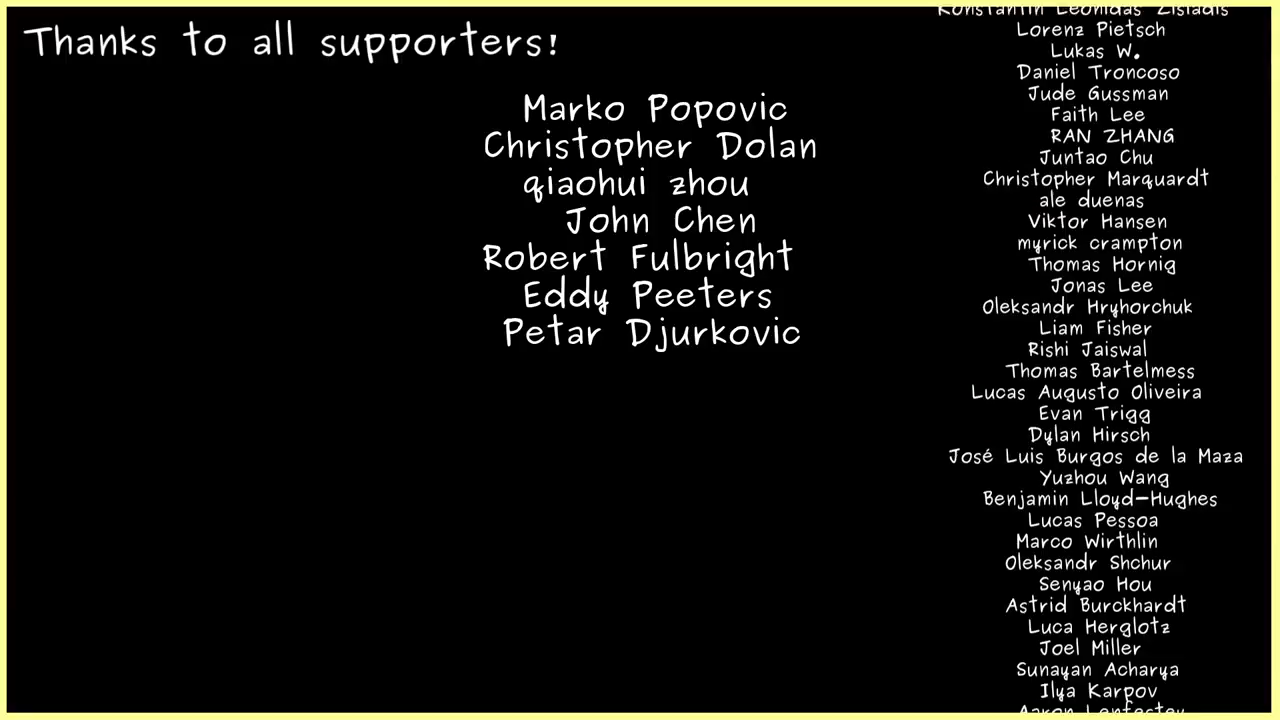 Thanks to all supporters!
Marko Popovic
Christopher Dolan
qiaohui zhou
John Chen
Robert Fulbright
Eddy Peeters
Petar Djurkovic
Konstantin Leonidas Zisiadis
Lorenz Pietsch
Lukas W.
Daniel Troncoso
Jude Gussman
Faith Lee
RAN ZHANG
Juntao Chu
Christopher Marquardt
ale duenas
Viktor Hansen
myrick crampton
Thomas Hornig
Jonas Lee
Oleksandr Hryhorchuk
Liam Fisher
Rishi Jaiswal
Thomas Bartelmess
Lucas Augusto Oliveira
Evan Trigg
Dylan Hirsch
José Luis Burgos de la Maza
Yuzhou Wang
Benjamin Lloyd-Hughes
Lucas Pessoa
Marco Wirthlin
Oleksandr Shchur
Senyao Hou
Astrid Burckhardt
Luca Herglotz
Joel Miller
Sunayan Acharya
Ilya Karpov
Aaron